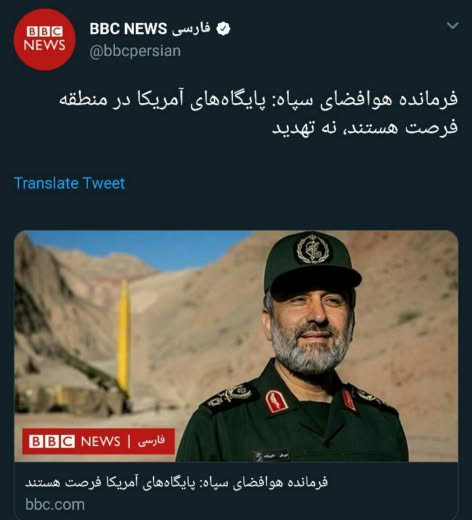 BBC
NEWS
BBC NEWS فارسی
@bbcpersian
فرمانده هوافضای سپاه: پایگاه‌های آمریکا در منطقه
فرصت هستند، نه تهدید
Translate Tweet
BBC NEWS | فارسی
فرمانده هوافضای سپاه: پایگاه‌های آمریکا فرصت هستند
bbc.com